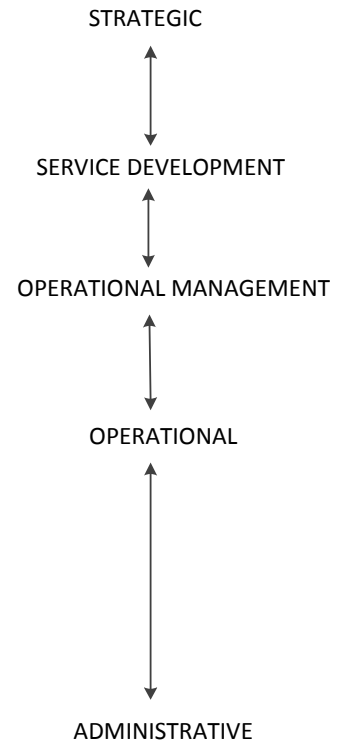 STRATEGIC
SERVICE DEVELOPMENT
OPERATIONAL MANAGEMENT
OPERATIONAL
ADMINISTRATIVE